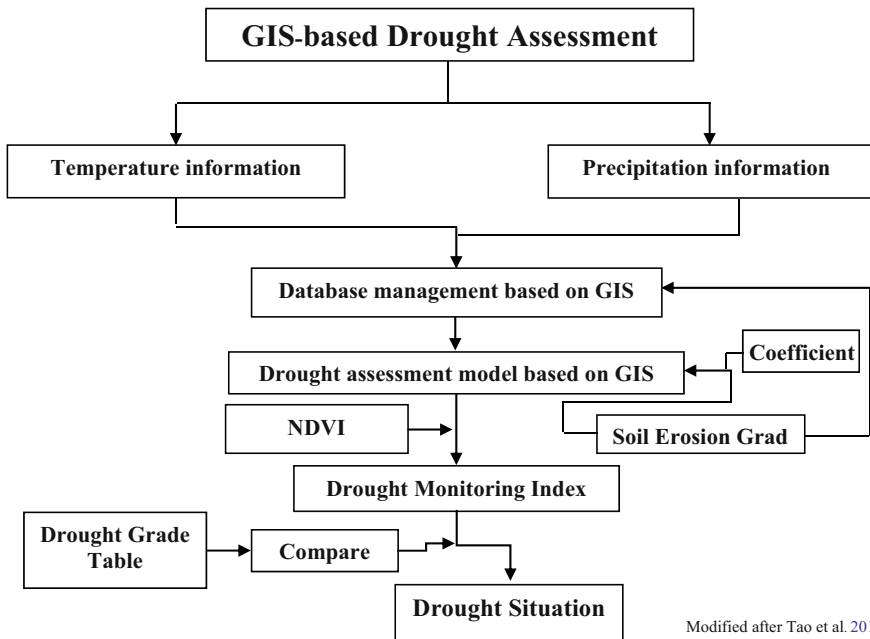 GIS-based Drought Assessment
Temperature information
Precipitation information
Database management based on GIS
Coefficient
Drought assessment model based on GIS
NDVI
Soil Erosion Grad
Drought Monitoring Index
Drought Grade
Table
Compare
Drought Situation
Modified after Tao et al.